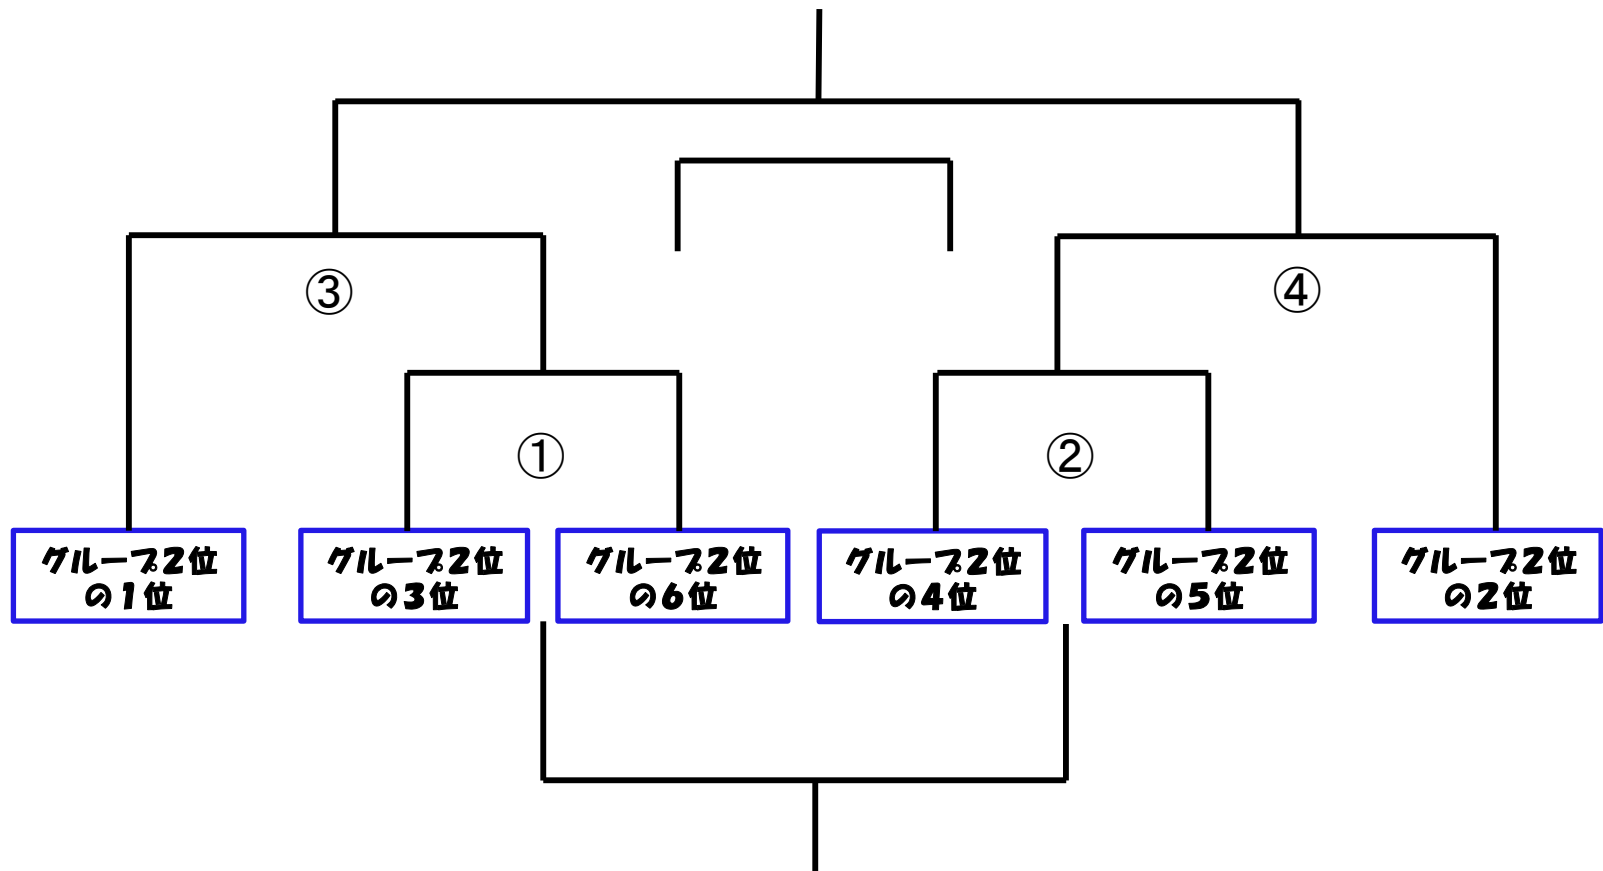 ③
④
①
②
グループ2位
の1位
グループ2位
の3位
グループ2位
の6位
グループ2位
の4位
グループ2位
の5位
グループ2位
の2位